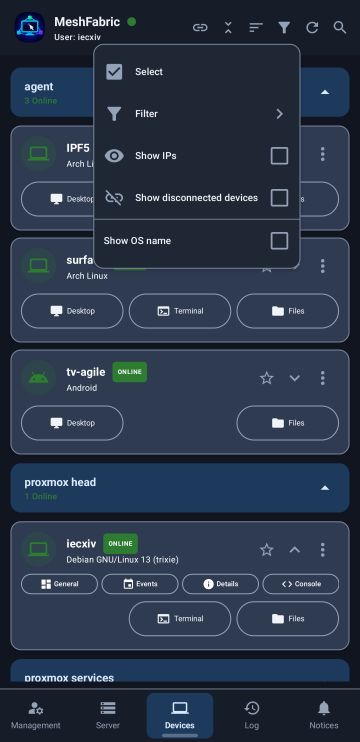 MeshFabric
User: iecxiv
Select
Filter
Show IPs
Show disconnected devices
Show OS name
agent
3 Online
IPF5
Arch Li
Arch Linux
Desktop
Terminal
Files
tv-agile ONLINE
Android
Desktop
Files
proxmox head
1 Online
iecxiv ONLINE
Debian GNU/Linux 13 (trixie)
General
Events
Details
Console
Terminal
Files
proxmox services
Management
Server
Devices
Log
Notices